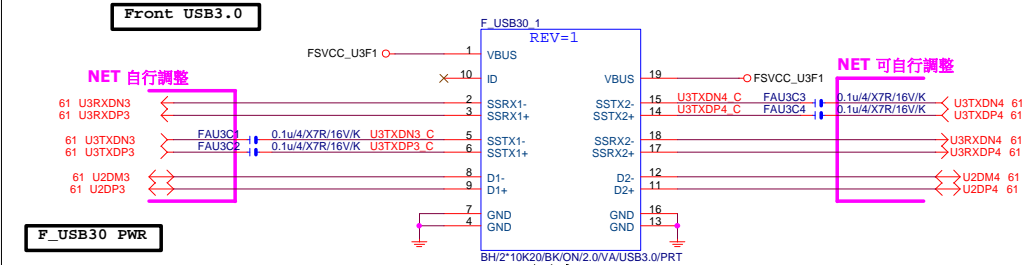 Front USB3.0
F_USB30_1
REV=1
FSVCC_U3F1
1
VBUS
NET 自行調整
10
ID
VBUS
19
FSVCC_U3F1
NET 可自行調整
61 U3RXDN3
2
SSRX1-
SSTX2-
15
U3TXDN4_C
FAU3C3
0.1u/4/X7R/16V/K
U3TXDN4 61
61 U3RXDP3
3
SSRX1+
SSTX2+
14
U3TXDP4_C
FAU3C4
0.1u/4/X7R/16V/K
U3TXDP4 61
61 U3TXDN3
FAU3C1
0.1u/4/X7R/16V/K
U3TXDN3_C
5
SSTX1-
SSRX2-
18
U3RXDN4 61
61 U3TXDP3
FAU3C2
0.1u/4/X7R/16V/K
U3TXDP3_C
6
SSTX1+
SSRX2+
17
U3RXDP4 61
61 U2DM3
8
D1-
D2-
12
U2DM4 61
61 U2DP3
9
D1+
D2+
11
U2DP4 61
7
GND
GND
16
4
GND
GND
13
F_USB30 PWR
BH/2*10K20/BK/ON/2.0/VA/USB3.0/PRT